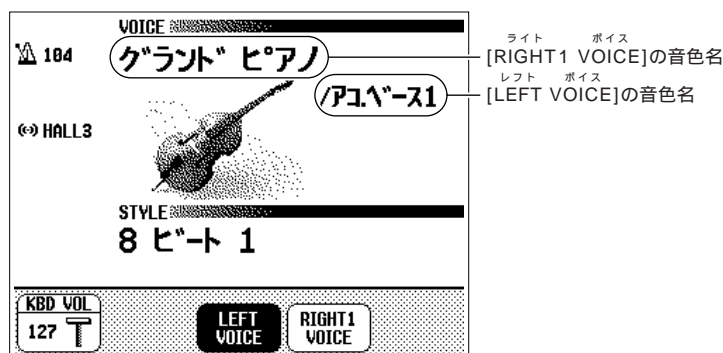 VOICE
104
グランド ピアノ
/アコ.ベース1
HALL3
STYLE
8 ビート 1
KBD VOL
127
LEFT
VOICE
RIGHT1
VOICE
ライト ボイス
[RIGHT1 VOICE]の音色名
レフト ボイス
[LEFT VOICE]の音色名